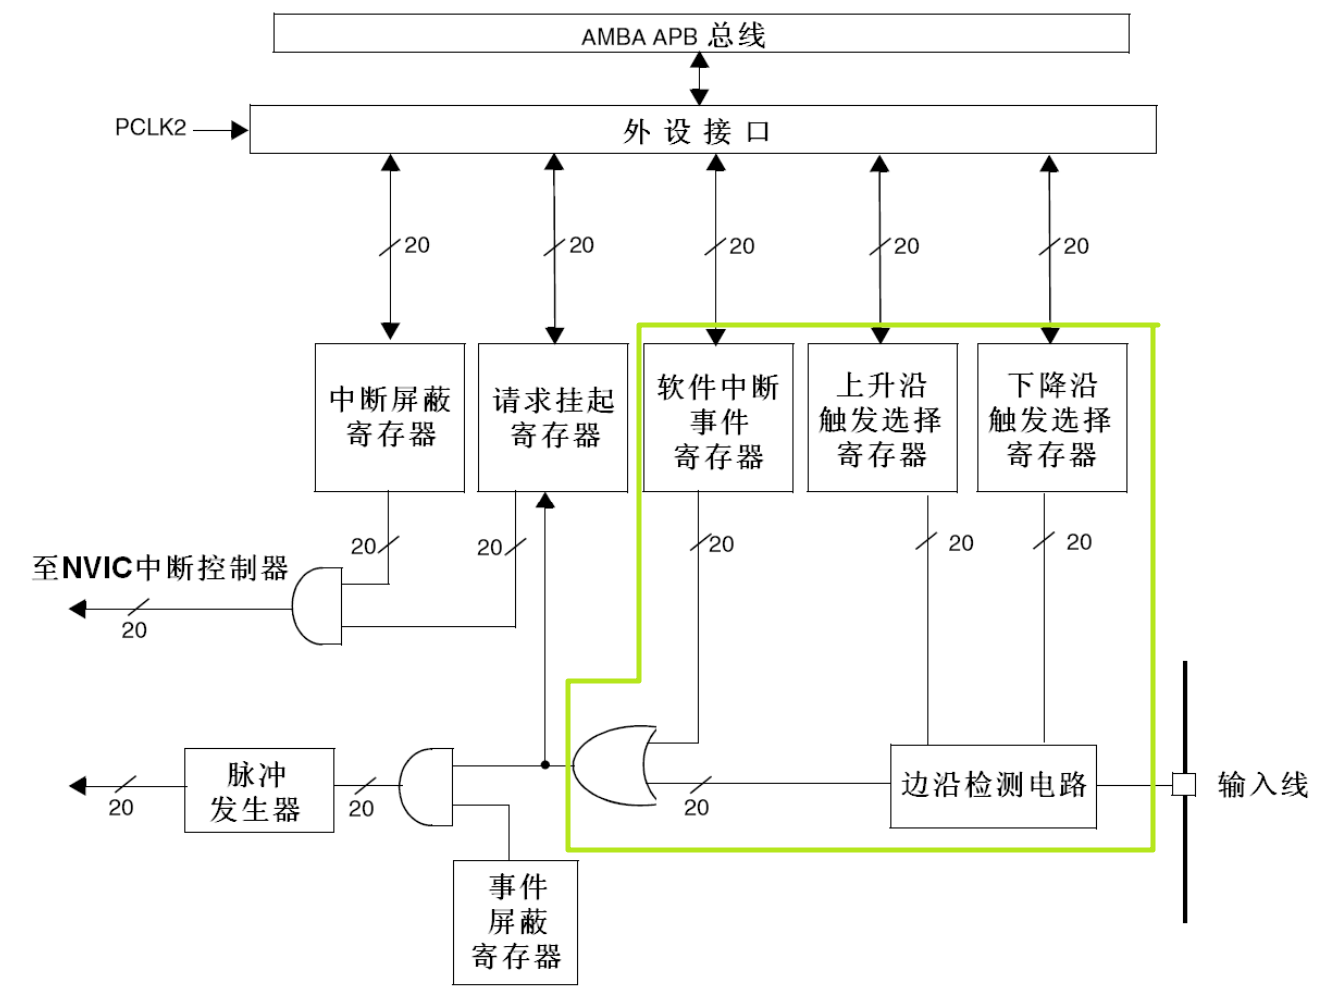 AMBA APB 总线
PCLK2
外设接口
20
20
20
20
20
中断屏蔽
寄存器
请求挂起
寄存器
软件中断
事件
寄存器
上升沿
触发选择
寄存器
下降沿
触发选择
寄存器
20
20
20
20
20
至NVIC中断控制器
20
脉冲
发生器
20
20
20
边沿检测电路
输入线
事件
屏蔽
寄存器